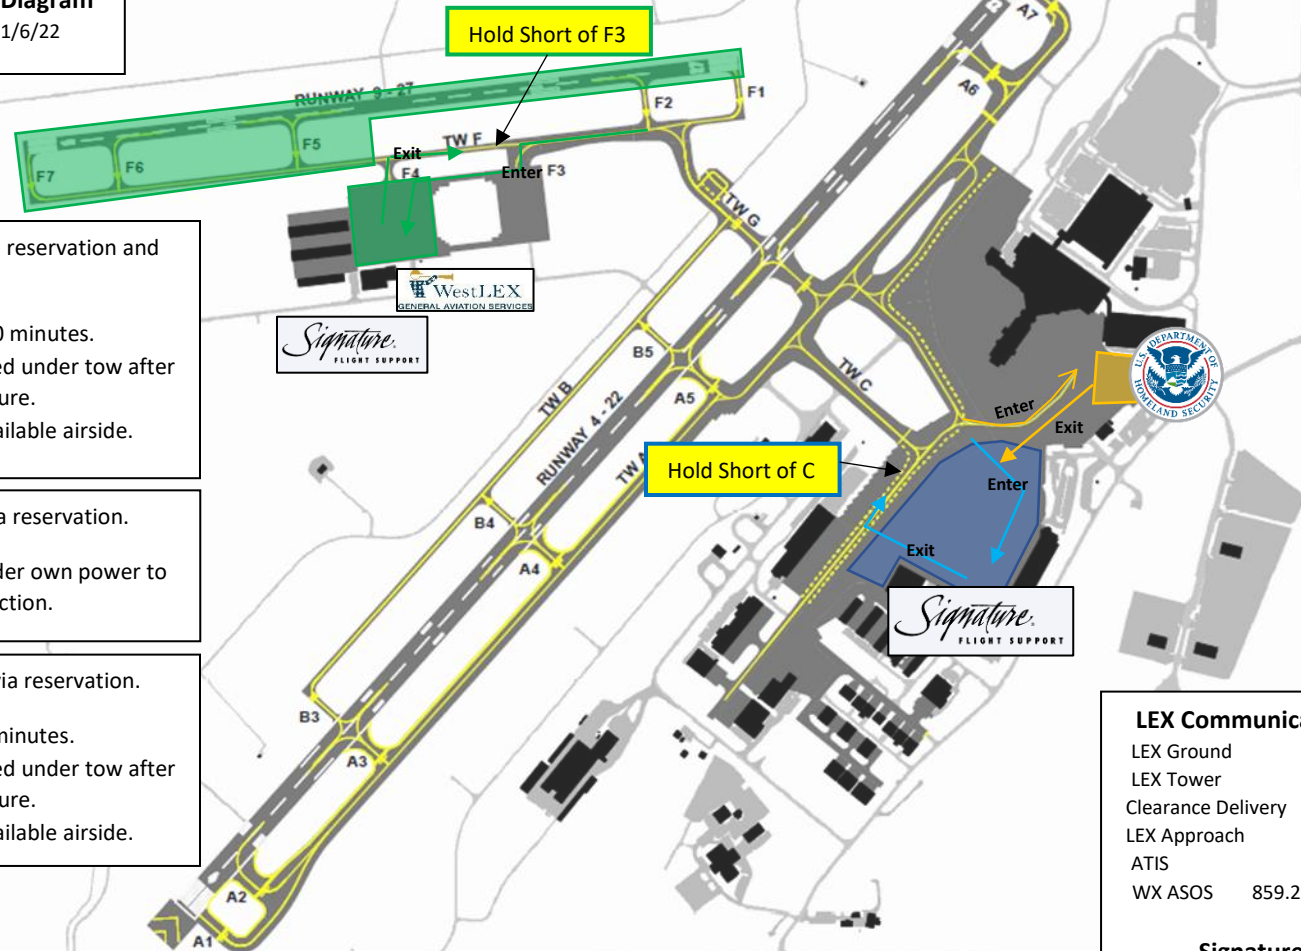 Diagram
1/6/22
Hold Short of F3
A7
A6
RUNWAY 9 - 27
F1
F2
TW F
F5
F6
F7
Exit
F4
Enter
F3
TW G
reservation and
0 minutes.
ed under tow after
ure.
ailable airside.
WestLEX
GENERAL AVIATION SERVICES
Signature.
FLIGHT SUPPORT
B5
A5
TW B
RUNWAY 4 - 22
TW A
TW C
U.S. DEPARTMENT OF
HOMELAND SECURITY
Enter
Exit
Hold Short of C
Enter
Exit
a reservation.
der own power to
ction.
B4
A4
Signature.
FLIGHT SUPPORT
via reservation.
minutes.
ed under tow after
ure.
ailable airside.
B3
A3
A2
A1
LEX Communica
LEX Ground
LEX Tower
Clearance Delivery
LEX Approach
ATIS
WX ASOS 859.2
Signature